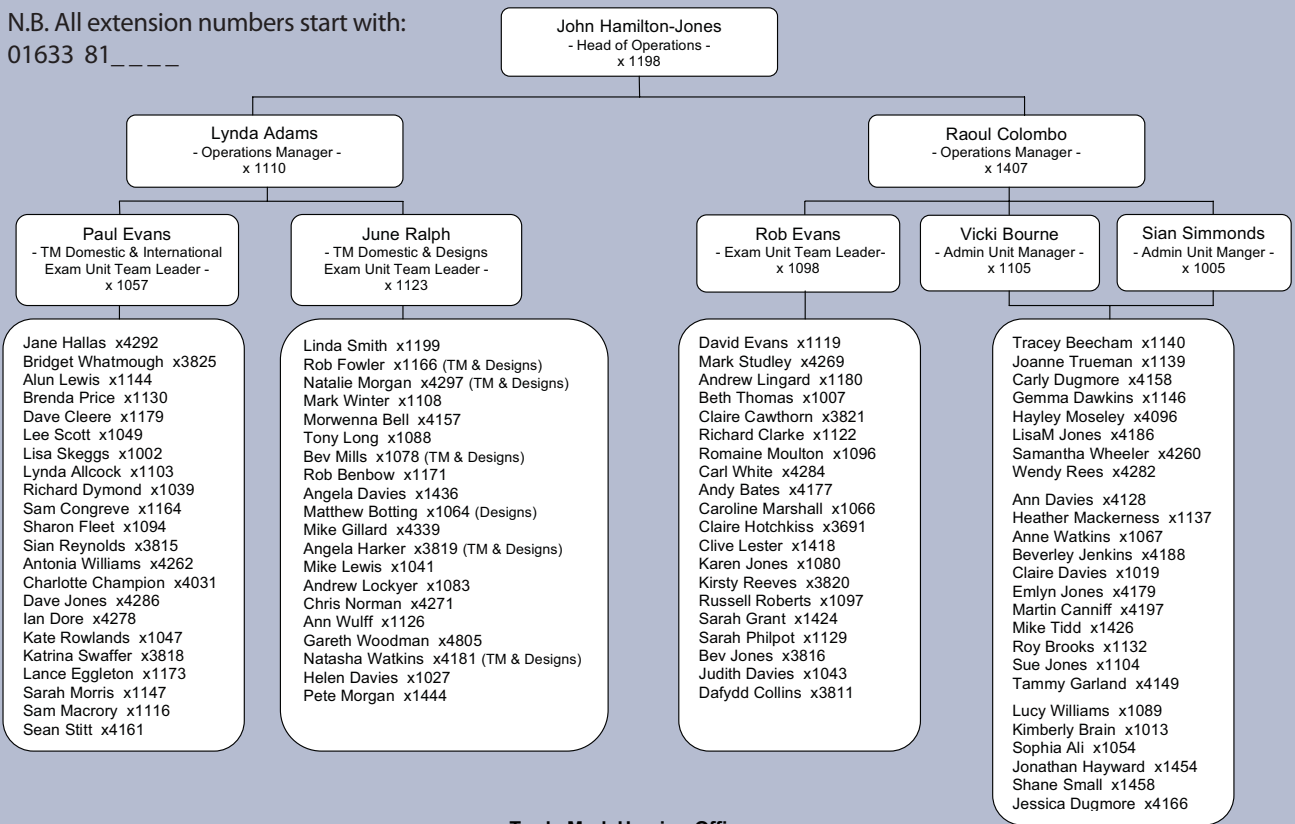 N.B. All extension numbers start with:
01633 81_ _ _ _
John Hamilton-Jones
- Head of Operations -
x 1198
Lynda Adams
- Operations Manager -
x 1110
Raoul Colombo
- Operations Manager -
x 1407
Paul Evans
- TM Domestic & International
Exam Unit Team Leader -
x 1057
June Ralph
- TM Domestic & Designs
Exam Unit Team Leader -
x 1123
Rob Evans
- Exam Unit Team Leader-
x 1098
Vicki Bourne
- Admin Unit Manager -
x 1105
Sian Simmonds
- Admin Unit Manger -
x 1005
Jane Hallas x4292
Bridget Whatmough x3825
Alun Lewis x1144
Brenda Price x1130
Dave Cleere x1179
Lee Scott x1049
Lisa Skeggs x1002
Lynda Allcock x1103
Richard Dymond x1039
Sam Congreve x1164
Sharon Fleet x1094
Sian Reynolds x3815
Antonia Williams x4262
Charlotte Champion x4031
Dave Jones x4286
Ian Dore x4278
Kate Rowlands x1047
Katrina Swaffer x3818
Lance Eggleton x1173
Sarah Morris x1147
Sam Macrory x1116
Sean Stitt x4161
Linda Smith x1199
Rob Fowler x1166 (TM & Designs)
Natalie Morgan x4297 (TM & Designs)
Mark Winter x1108
Morwenna Bell x4157
Tony Long x1088
Bev Mills x1078 (TM & Designs)
Rob Benbow x1171
Angela Davies x1436
Matthew Botting x1064 (Designs)
Mike Gillard x4339
Angela Harker x3819 (TM & Designs)
Mike Lewis x1041
Andrew Lockyer x1083
Chris Norman x4271
Ann Wulff x1126
Gareth Woodman x4805
Natasha Watkins x4181 (TM & Designs)
Helen Davies x1027
Pete Morgan x1444
David Evans x1119
Mark Studley x4269
Andrew Lingard x1180
Beth Thomas x1007
Claire Cawthorn x3821
Richard Clarke x1122
Romaine Moulton x1096
Carl White x4284
Andy Bates x4177
Caroline Marshall x1066
Claire Hotchkiss x3691
Clive Lester x1418
Karen Jones x1080
Kirsty Reeves x3820
Russell Roberts x1097
Sarah Grant x1424
Sarah Philpot x1129
Bev Jones x3816
Judith Davies x1043
Dafydd Collins x3811
Tracey Beecham x1140
Joanne Trueman x1139
Carly Dugmore x4158
Gemma Dawkins x1146
Hayley Moseley x4096
LisaM Jones x4186
Samantha Wheeler x4260
Wendy Rees x4282
Ann Davies x4128
Heather Mackerness x1137
Anne Watkins x1067
Beverley Jenkins x4188
Claire Davies x1019
Emlyn Jones x4179
Martin Canniff x4197
Mike Tidd x1426
Roy Brooks x1132
Sue Jones x1104
Tammy Garland x4149
Lucy Williams x1089
Kimberly Brain x1013
Sophia Ali x1054
Jonathan Hayward x1454
Shane Small x1458
Jessica Dugmore x4166